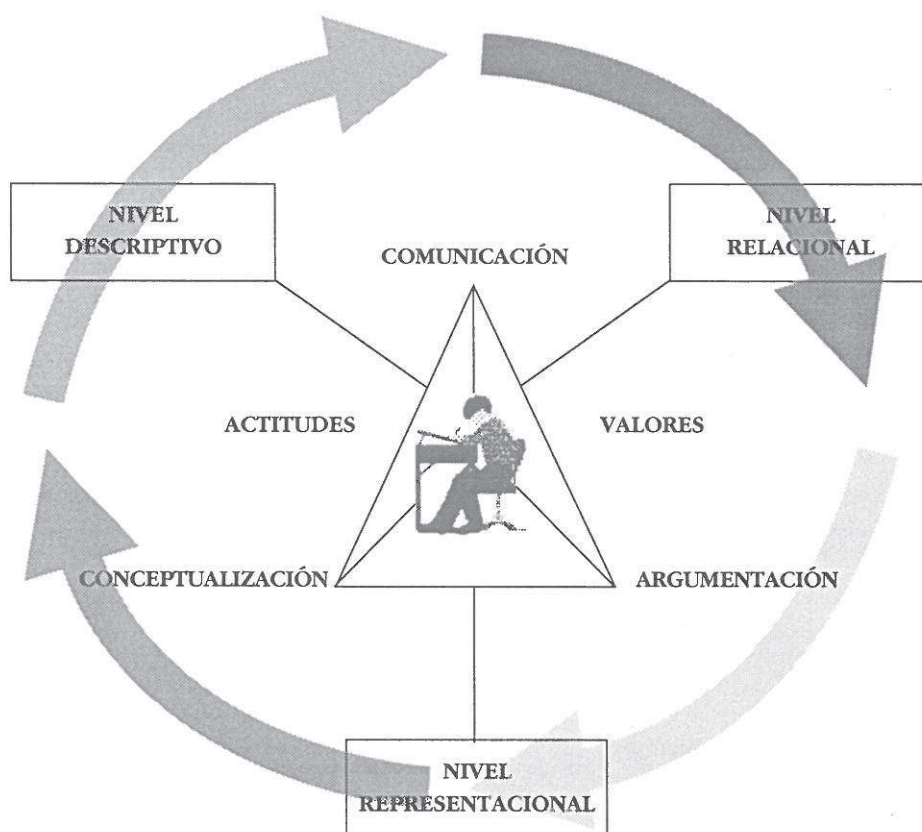 NIVEL
DESCRIPTIVO
NIVEL
RELACIONAL
COMUNICACIÓN
ACTITUDES
VALORES
CONCEPTUALIZACIÓN
ARGUMENTACIÓN
NIVEL
REPRESENTACIONAL